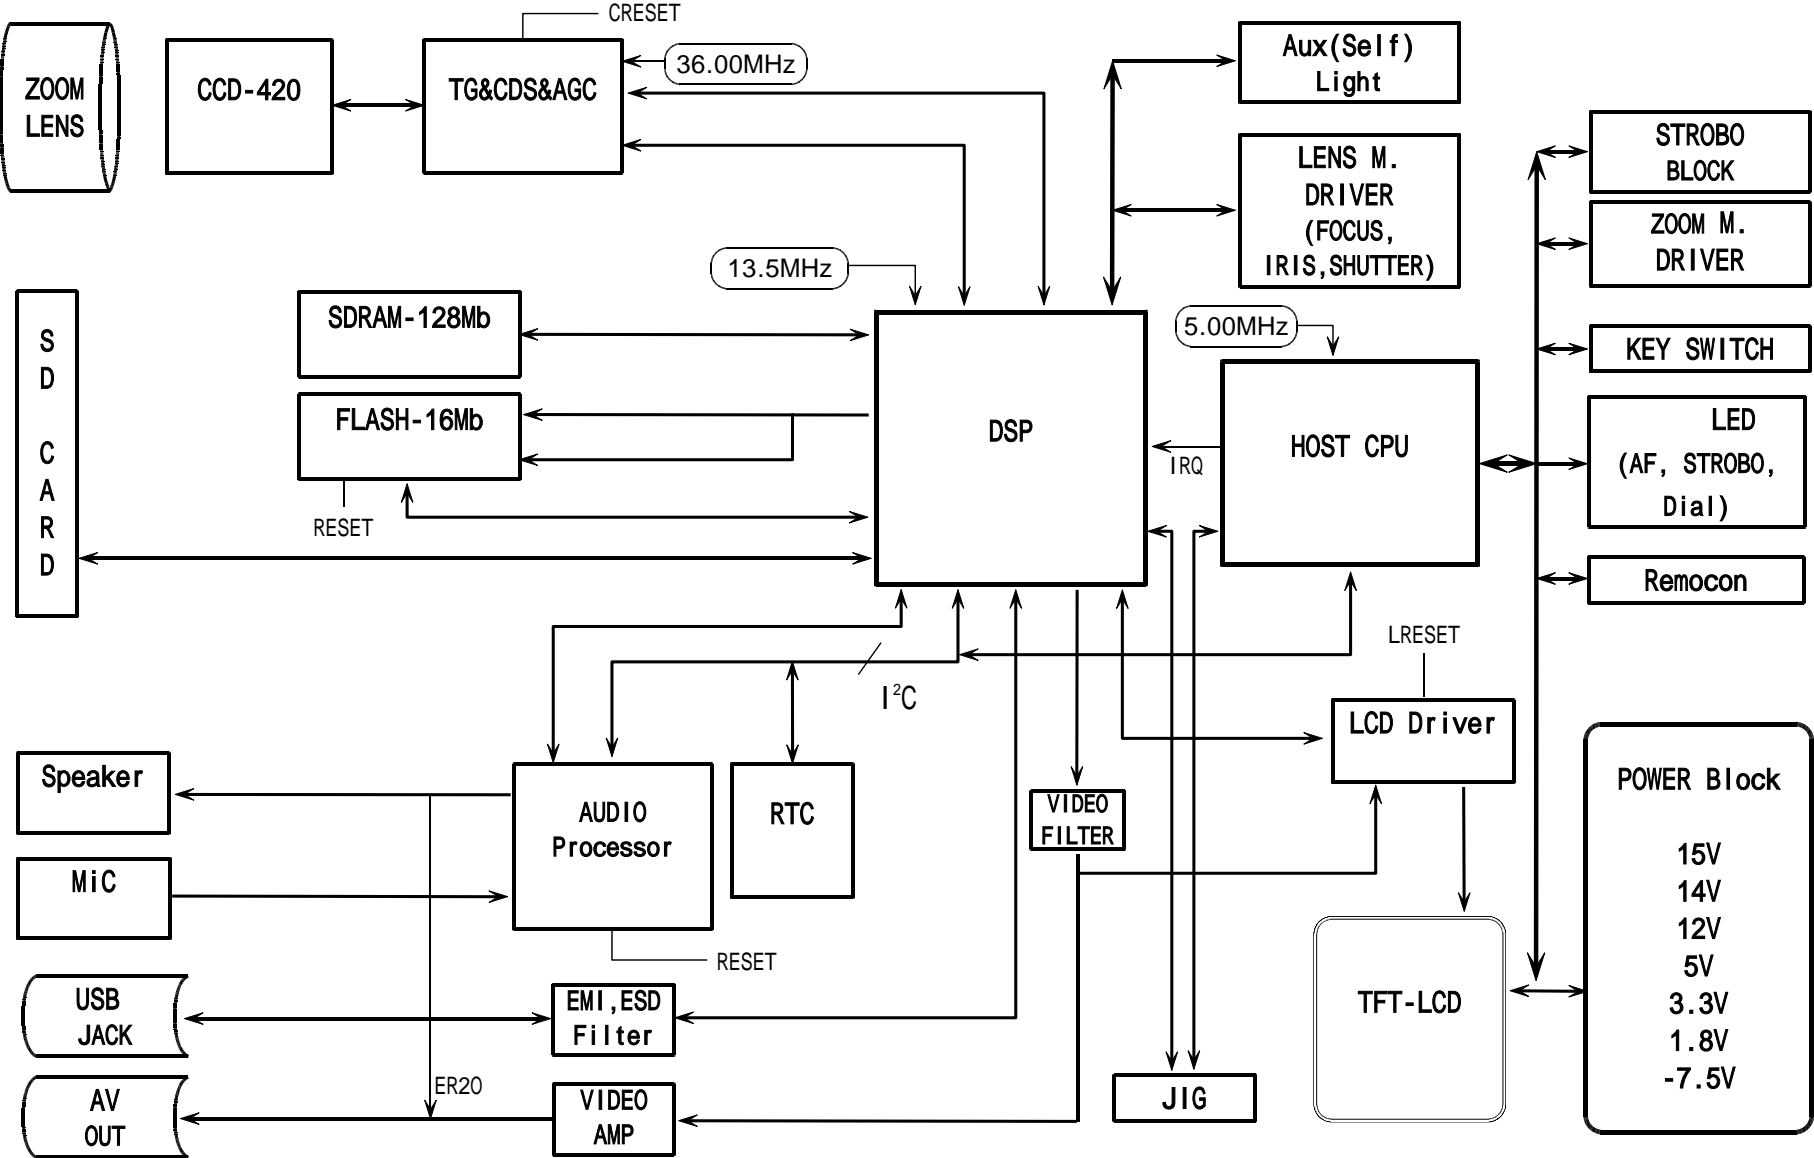 CRESET
36.00MHz
ZOOM
LENS
CCD-420
TG&CDS&AGC
Aux(Self)
Light
STROBO
BLOCK
LENS M.
DRIVER
(FOCUS,
IRIS,SHUTTER)
ZOOM M.
DRIVER
13.5MHz
5.00MHz
SDRAM-128Mb
FLASH-16Mb
RESET
S
D
C
A
R
D
DSP
IRQ
HOST CPU
KEY SWITCH
LED
(AF, STROBO,
Dial)
Remocon
I²C
LRESET
LCD Driver
Speaker
MiC
AUDIO
Processor
RTC
RESET
VIDEO
FILTER
POWER Block
15V
14V
12V
5V
3.3V
1.8V
-7.5V
TFT-LCD
USB
JACK
EMI,ESD
Filter
AV
OUT
ER20
VIDEO
AMP
JIG